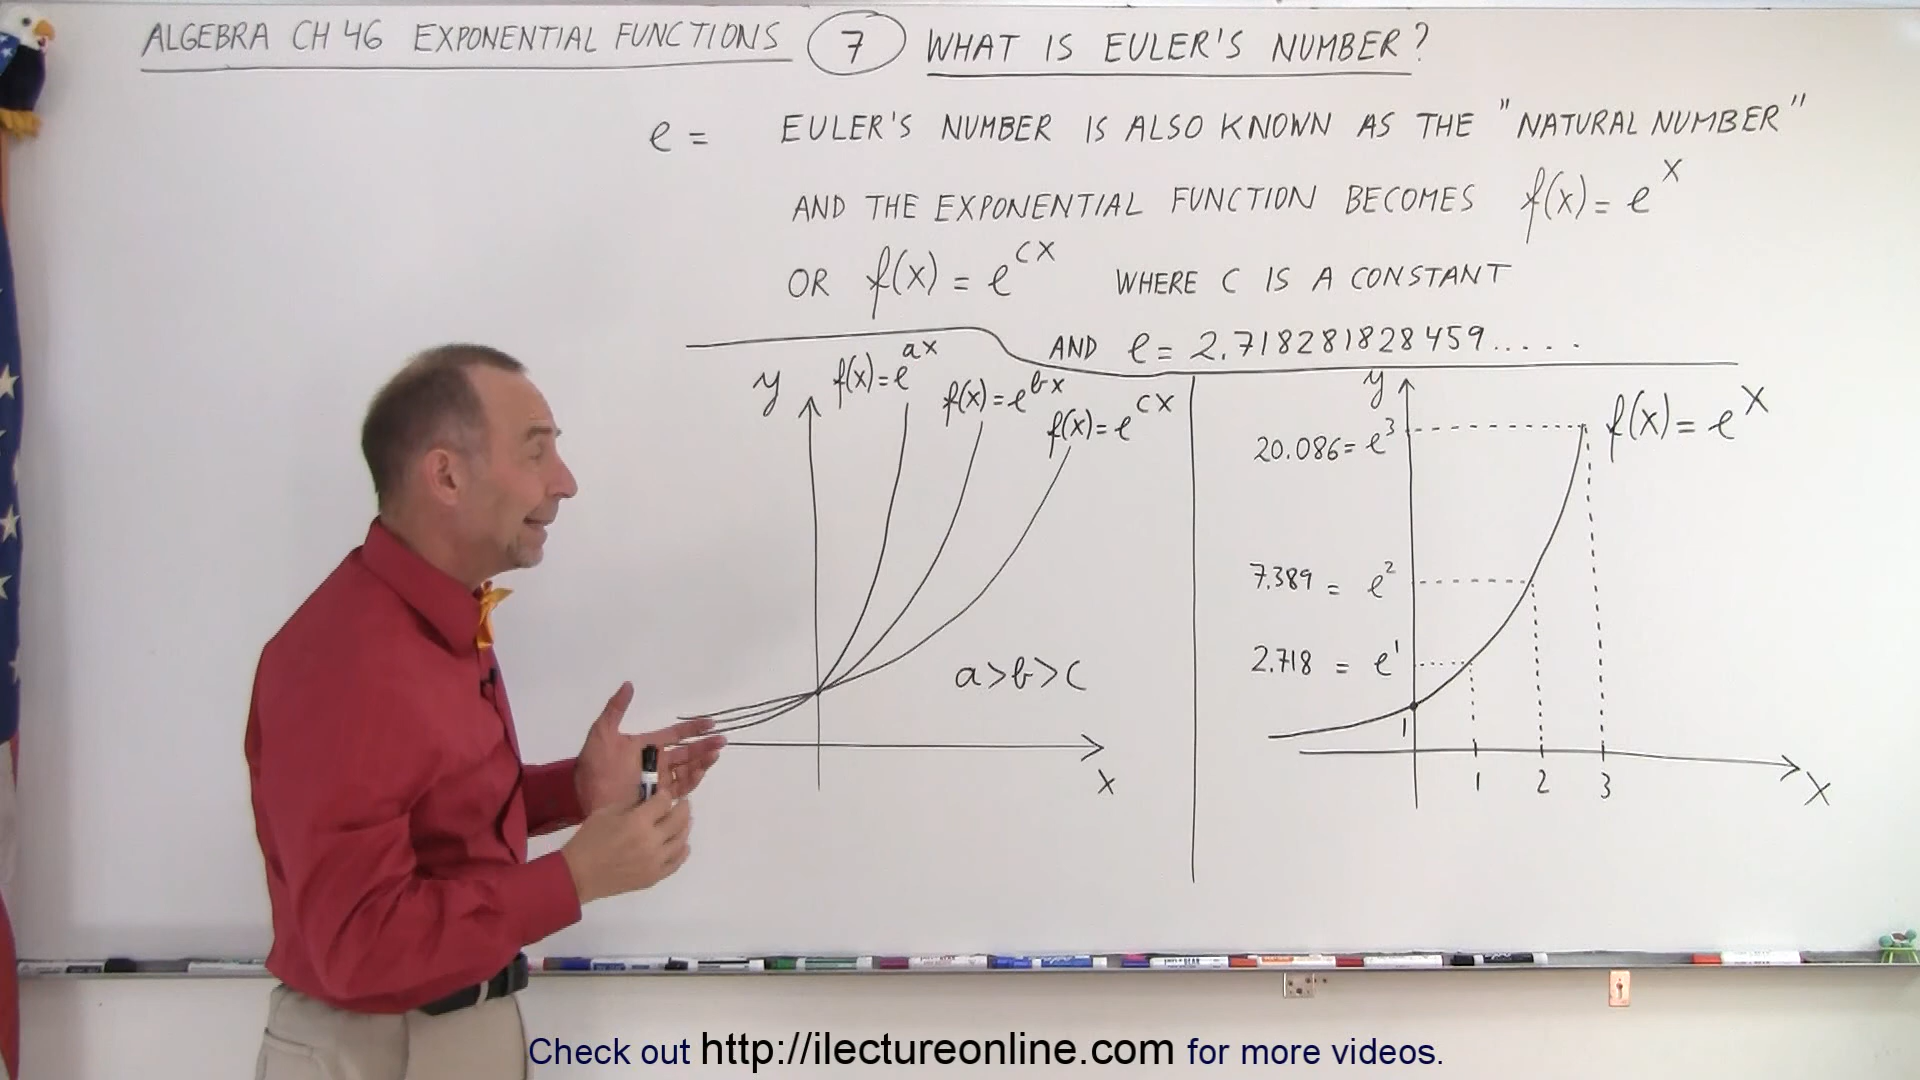 ALGEBRA CH 46 EXPONENTIAL FUNCTIONS 7 WHAT IS EULER'S NUMBER?
e = EULER'S NUMBER IS ALSO KNOWN AS THE "NATURAL NUMBER"
AND THE EXPONENTIAL FUNCTION BECOMES f(x) = e^x
OR f(x) = e^cx WHERE C IS A CONSTANT
AND e = 2.718281828459.....
y f(x) = e^ax
f(x) = e^bx
f(x) = e^cx
a>b>c
x
y f(x) = e^x
20.086 = e^3
7.389 = e^2
2.718 = e^1
1
1 2 3
x
Check out http://ilectureonline.com for more videos.